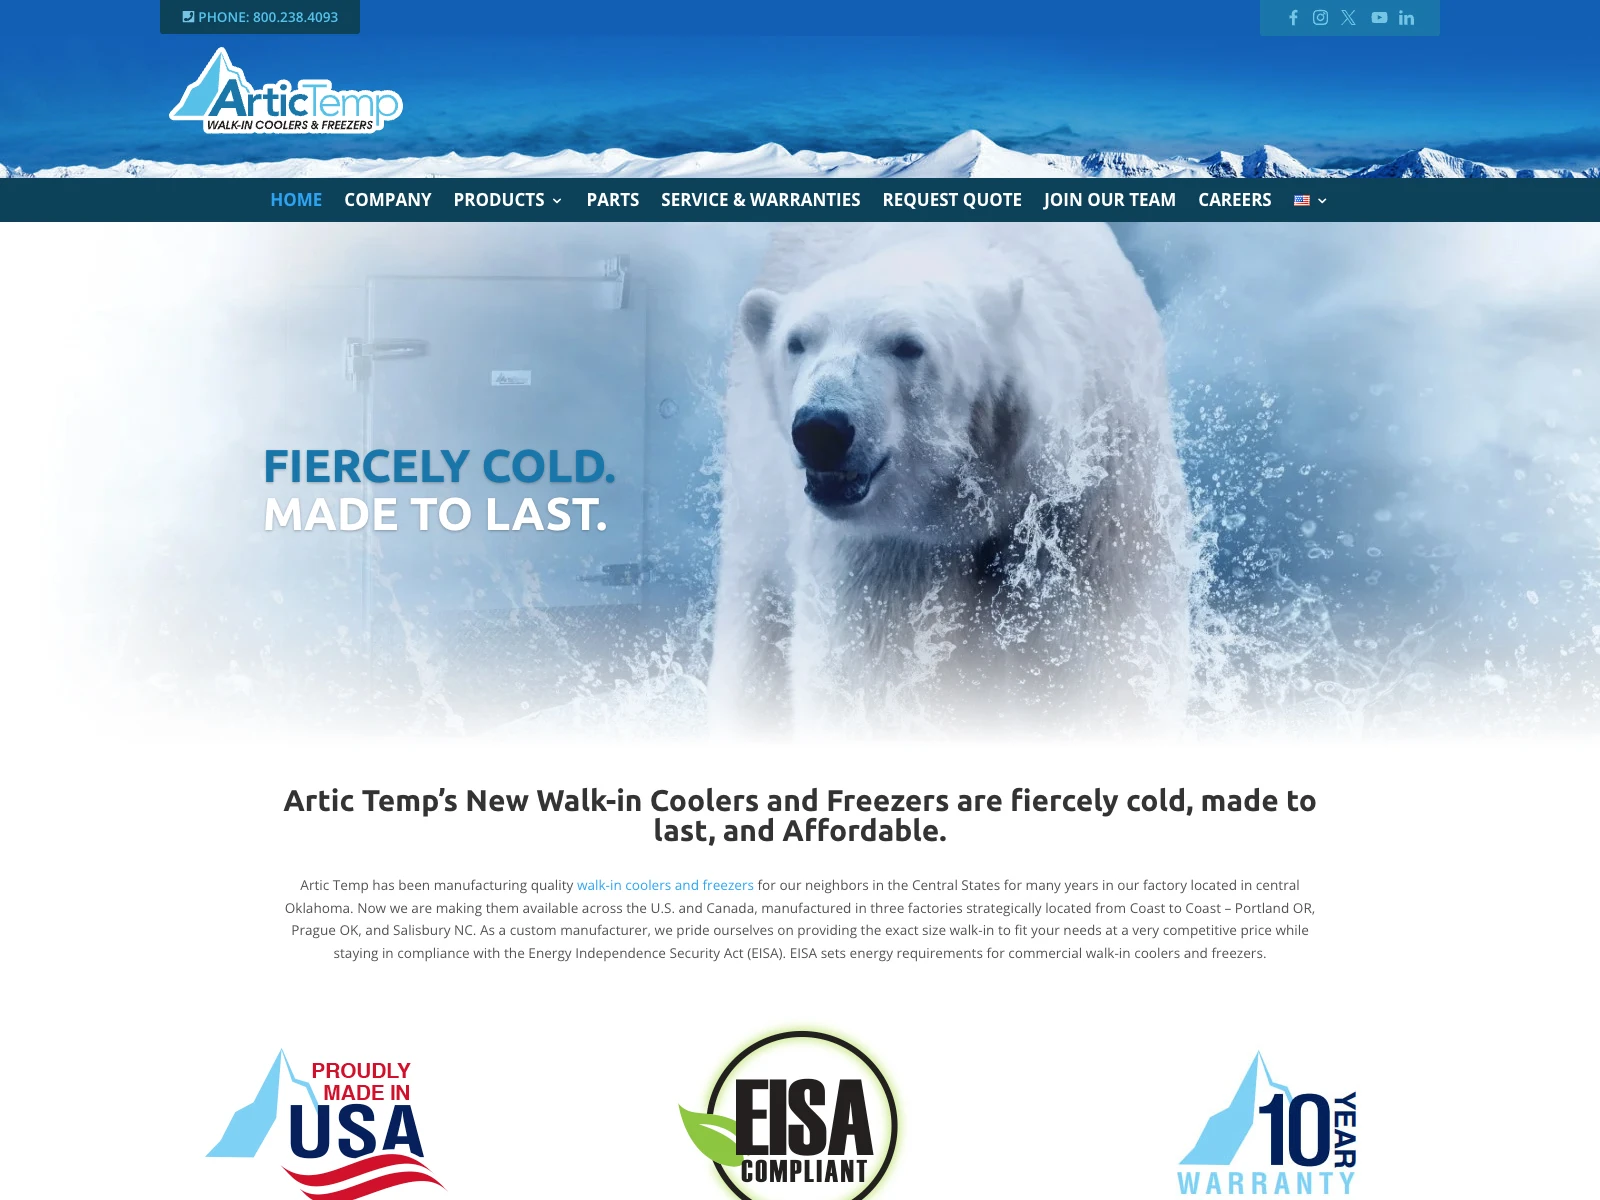 PHONE: 800.238.4093
ArticTemp
WALK-IN COOLERS & FREEZERS
HOME COMPANY PRODUCTS PARTS SERVICE & WARRANTIES REQUEST QUOTE JOIN OUR TEAM CAREERS
FIERCELY COLD.
MADE TO LAST.
Artic Temp’s New Walk-in Coolers and Freezers are fiercely cold, made to
last, and Affordable.
Artic Temp has been manufacturing quality walk-in coolers and freezers for our neighbors in the Central States for many years in our factory located in central
Oklahoma. Now we are making them available across the U.S. and Canada, manufactured in three factories strategically located from Coast to Coast – Portland OR,
Prague OK, and Salisbury NC. As a custom manufacturer, we pride ourselves on providing the exact size walk-in to fit your needs at a very competitive price while
staying in compliance with the Energy Independence Security Act (EISA). EISA sets energy requirements for commercial walk-in coolers and freezers.
PROUDLY
MADE IN
USA
EISA
COMPLIANT
10 YEAR
WARRANTY